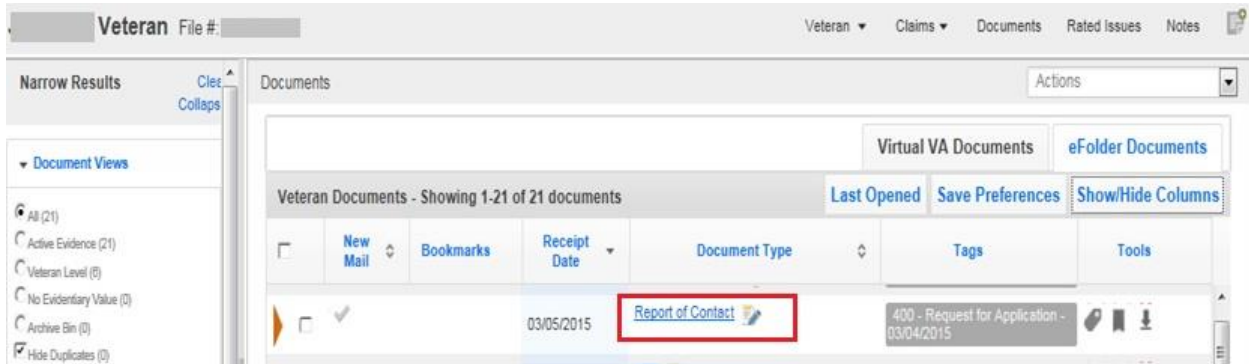 Veteran File #:
Veteran Claims Documents Rated Issues Notes
Narrow Results
Collaps
Documents
Actions
Document Views
Virtual VA Documents eFolder Documents
Veteran Documents - Showing 1-21 of 21 documents
Last Opened Save Preferences Show/Hide Columns
All (21)
Active Evidence (21)
Veteran Level (6)
No Evidentiary Value (0)
Archive Bin (0)
Hide Duplicates (0)
New Mail Bookmarks Receipt Date Document Type Tags Tools
03/05/2015 Report of Contact
400 - Request for Application -
03/04/2015